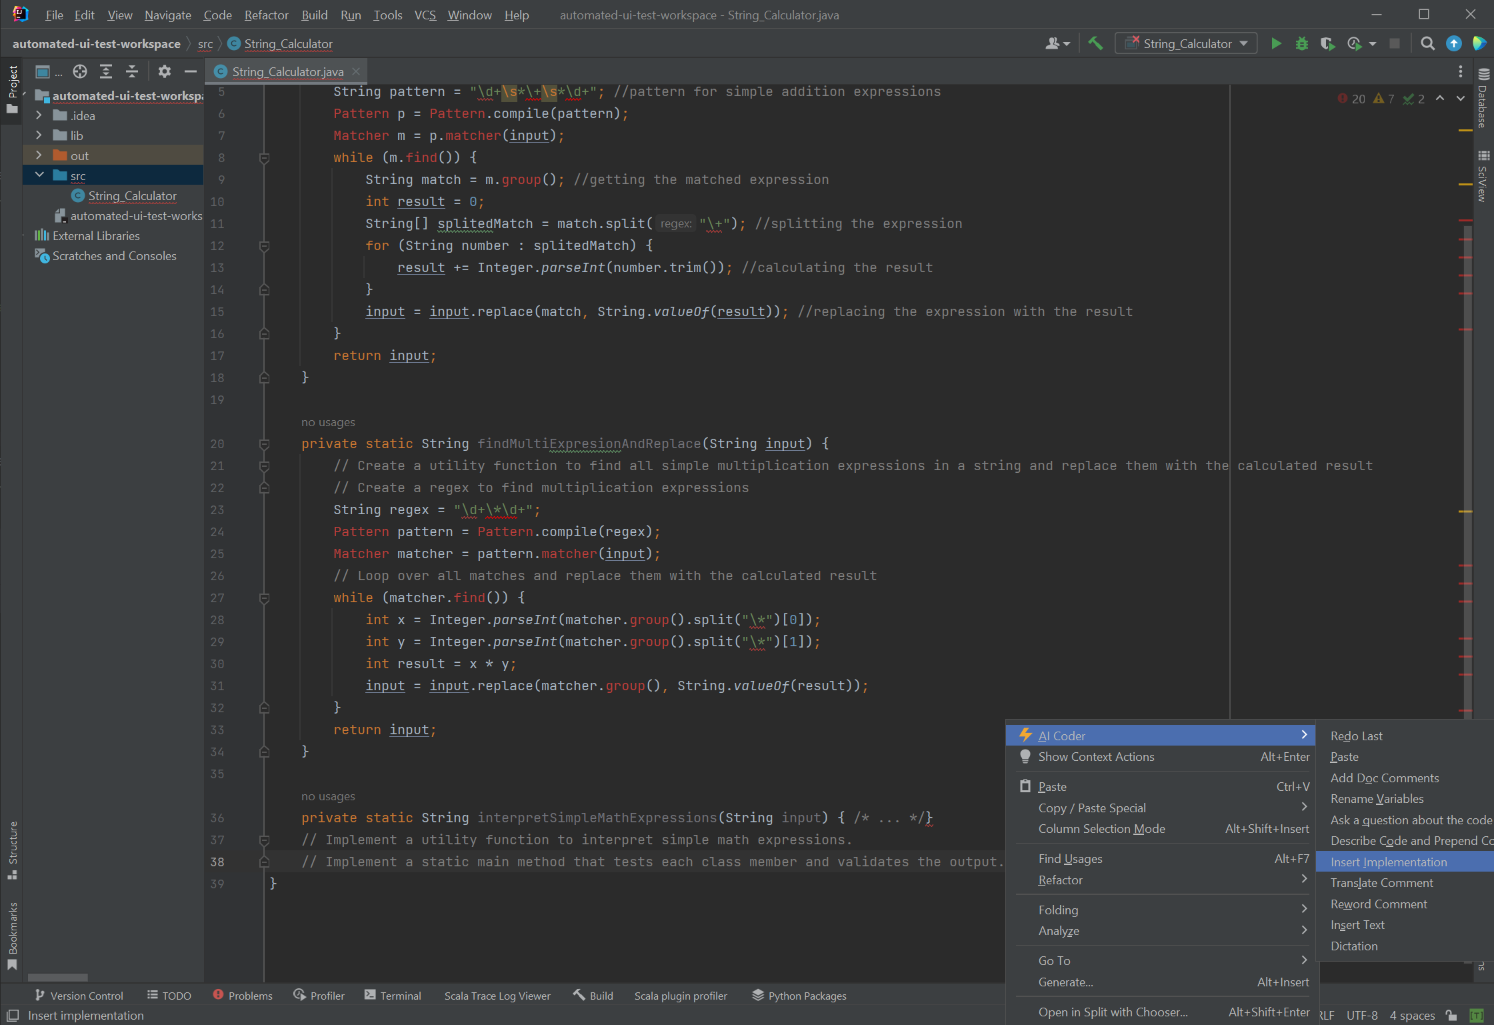 File Edit View Navigate Code Refactor Build Run Tools VCS Window Help automated-ui-test-workspace - String_Calculator.java
automated-ui-test-workspace src String_Calculator String_Calculator
Project
... String_Calculator.java
automated-ui-test-workspa
.idea
lib
out
src
String_Calculator
automated-ui-test-works
External Libraries
Scratches and Consoles
Structure
Bookmarks
20 7 2
5 String pattern = "\d+\s*\+\s*\d+"; //pattern for simple addition expressions
6 Pattern p = Pattern.compile(pattern);
7 Matcher m = p.matcher(input);
8 while (m.find()) {
9 String match = m.group(); //getting the matched expression
10 int result = 0;
11 String[] splitedMatch = match.split( regex: "\+"); //splitting the expression
12 for (String number : splitedMatch) {
13 result += Integer.parseInt(number.trim()); //calculating the result
14 }
15 input = input.replace(match, String.valueOf(result)); //replacing the expression with the result
16 }
17 return input;
18 }
19
no usages
20 private static String findMultiExpresionAndReplace(String input) {
21 // Create a utility function to find all simple multiplication expressions in a string and replace them with the calculated result
22 // Create a regex to find multiplication expressions
23 String regex = "\d+\*\d+";
24 Pattern pattern = Pattern.compile(regex);
25 Matcher matcher = pattern.matcher(input);
26 // Loop over all matches and replace them with the calculated result
27 while (matcher.find()) {
28 int x = Integer.parseInt(matcher.group().split("\*")[0]);
29 int y = Integer.parseInt(matcher.group().split("\*")[1]);
30 int result = x * y;
31 input = input.replace(matcher.group(), String.valueOf(result));
32 }
33 return input;
34 }
35
no usages
36 private static String interpretSimpleMathExpressions(String input) { /* ... */}
37 // Implement a utility function to interpret simple math expressions.
38 // Implement a static main method that tests each class member and validates the output.
39 }
Database
SciView
AI Coder
Show Context Actions Alt+Enter
Paste Ctrl+V
Copy / Paste Special
Column Selection Mode Alt+Shift+Insert
Find Usages Alt+F7
Refactor
Folding
Analyze
Go To
Generate... Alt+Insert
Open in Split with Chooser... Alt+Shift+Enter
Redo Last
Paste
Add Doc Comments
Rename Variables
Ask a question about the code
Describe Code and Prepend Co
Insert Implementation
Translate Comment
Reword Comment
Insert Text
Dictation
Version Control TODO Problems Profiler Terminal Scala Trace Log Viewer Build Scala plugin profiler Python Packages
Insert implementation RLF UTF-8 4 spaces